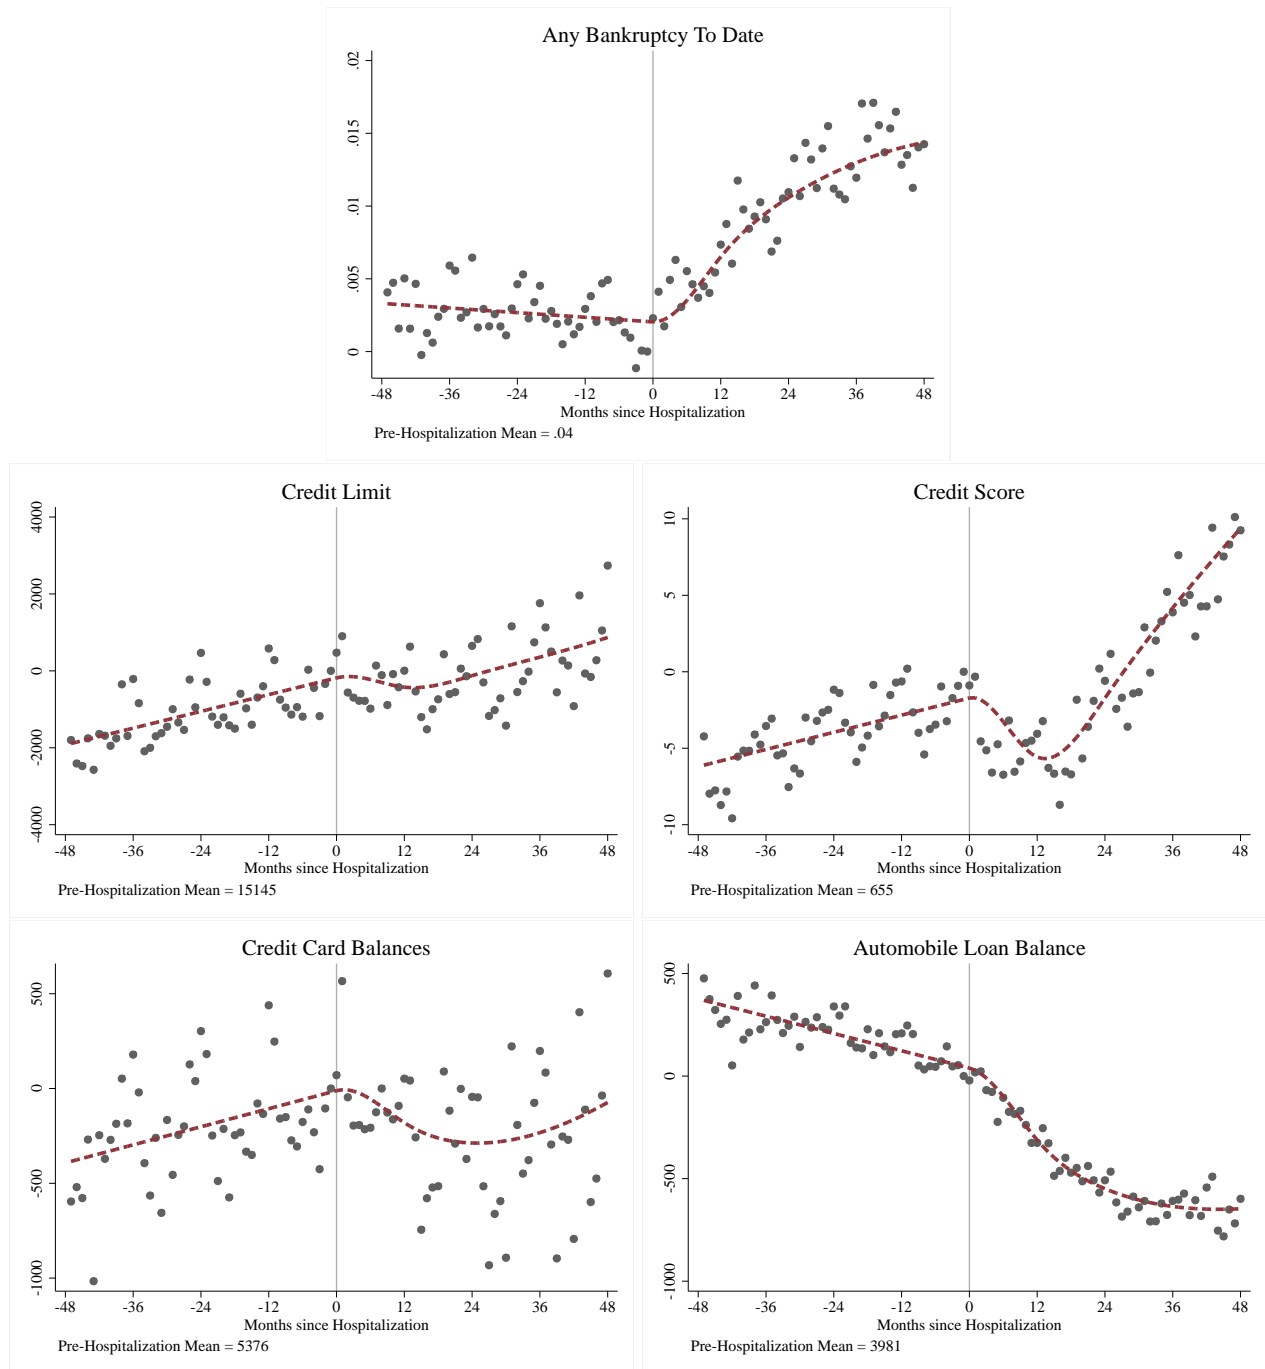 Any Bankruptcy To Date
.02
.015
.01
.005
0
-48 -36 -24 -12 0 12 24 36 48
Months since Hospitalization
Pre-Hospitalization Mean = .04
Credit Limit
4000
2000
0
-2000
-4000
-48 -36 -24 -12 0 12 24 36 48
Months since Hospitalization
Pre-Hospitalization Mean = 15145
Credit Score
10
5
0
-5
-10
-48 -36 -24 -12 0 12 24 36 48
Months since Hospitalization
Pre-Hospitalization Mean = 655
Credit Card Balances
500
0
-500
-1000
-48 -36 -24 -12 0 12 24 36 48
Months since Hospitalization
Pre-Hospitalization Mean = 5376
Automobile Loan Balance
500
0
-500
-1000
-48 -36 -24 -12 0 12 24 36 48
Months since Hospitalization
Pre-Hospitalization Mean = 3981